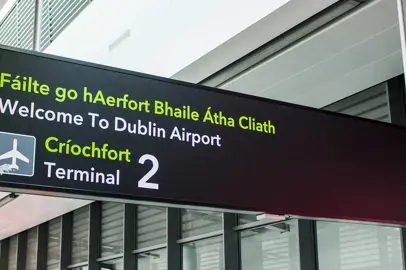 Fáilte go hAerfort Bhaile Átha Cliath
Welcome To Dublin Airport
Críochfort
Terminal 2